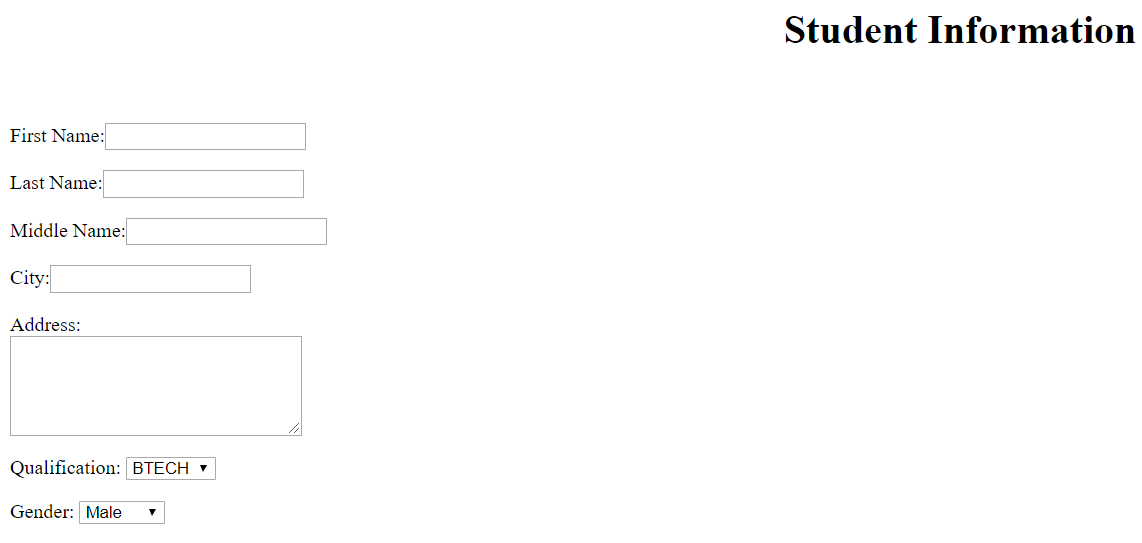 Student Information
First Name:
Last Name:
Middle Name:
City:
Address:
Qualification: BTECH
Gender: Male